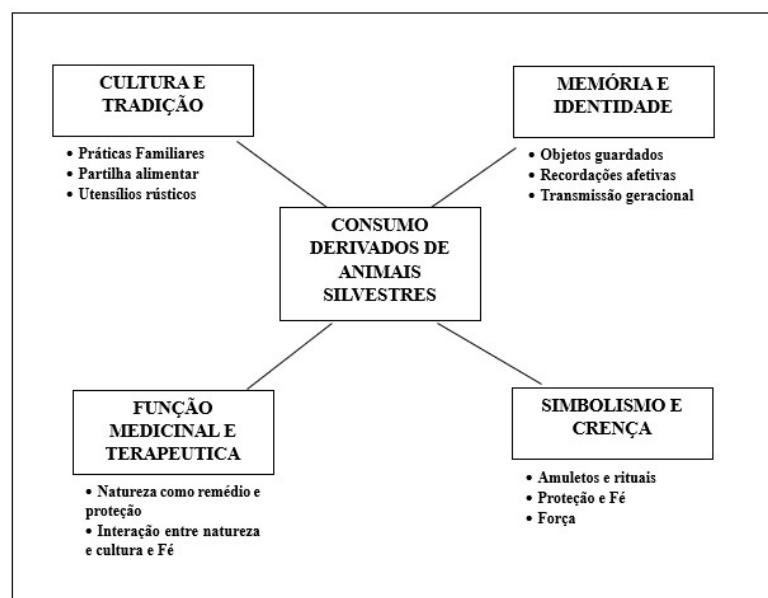 CULTURA E
TRADIÇÃO
• Práticas Familiares
• Partilha alimentar
• Utensílios rústicos
MEMÓRIA E
IDENTIDADE
• Objetos guardados
• Recordações afetivas
• Transmissão geracional
CONSUMO
DERIVADOS DE
ANIMAIS
SILVESTRES
FUNÇÃO
MEDICINAL E
TERAPEUTICA
• Natureza como remédio e
proteção
• Interação entre natureza
e cultura e Fé
SIMBOLISMO E
CRENÇA
• Amuletos e rituais
• Proteção e Fé
• Força